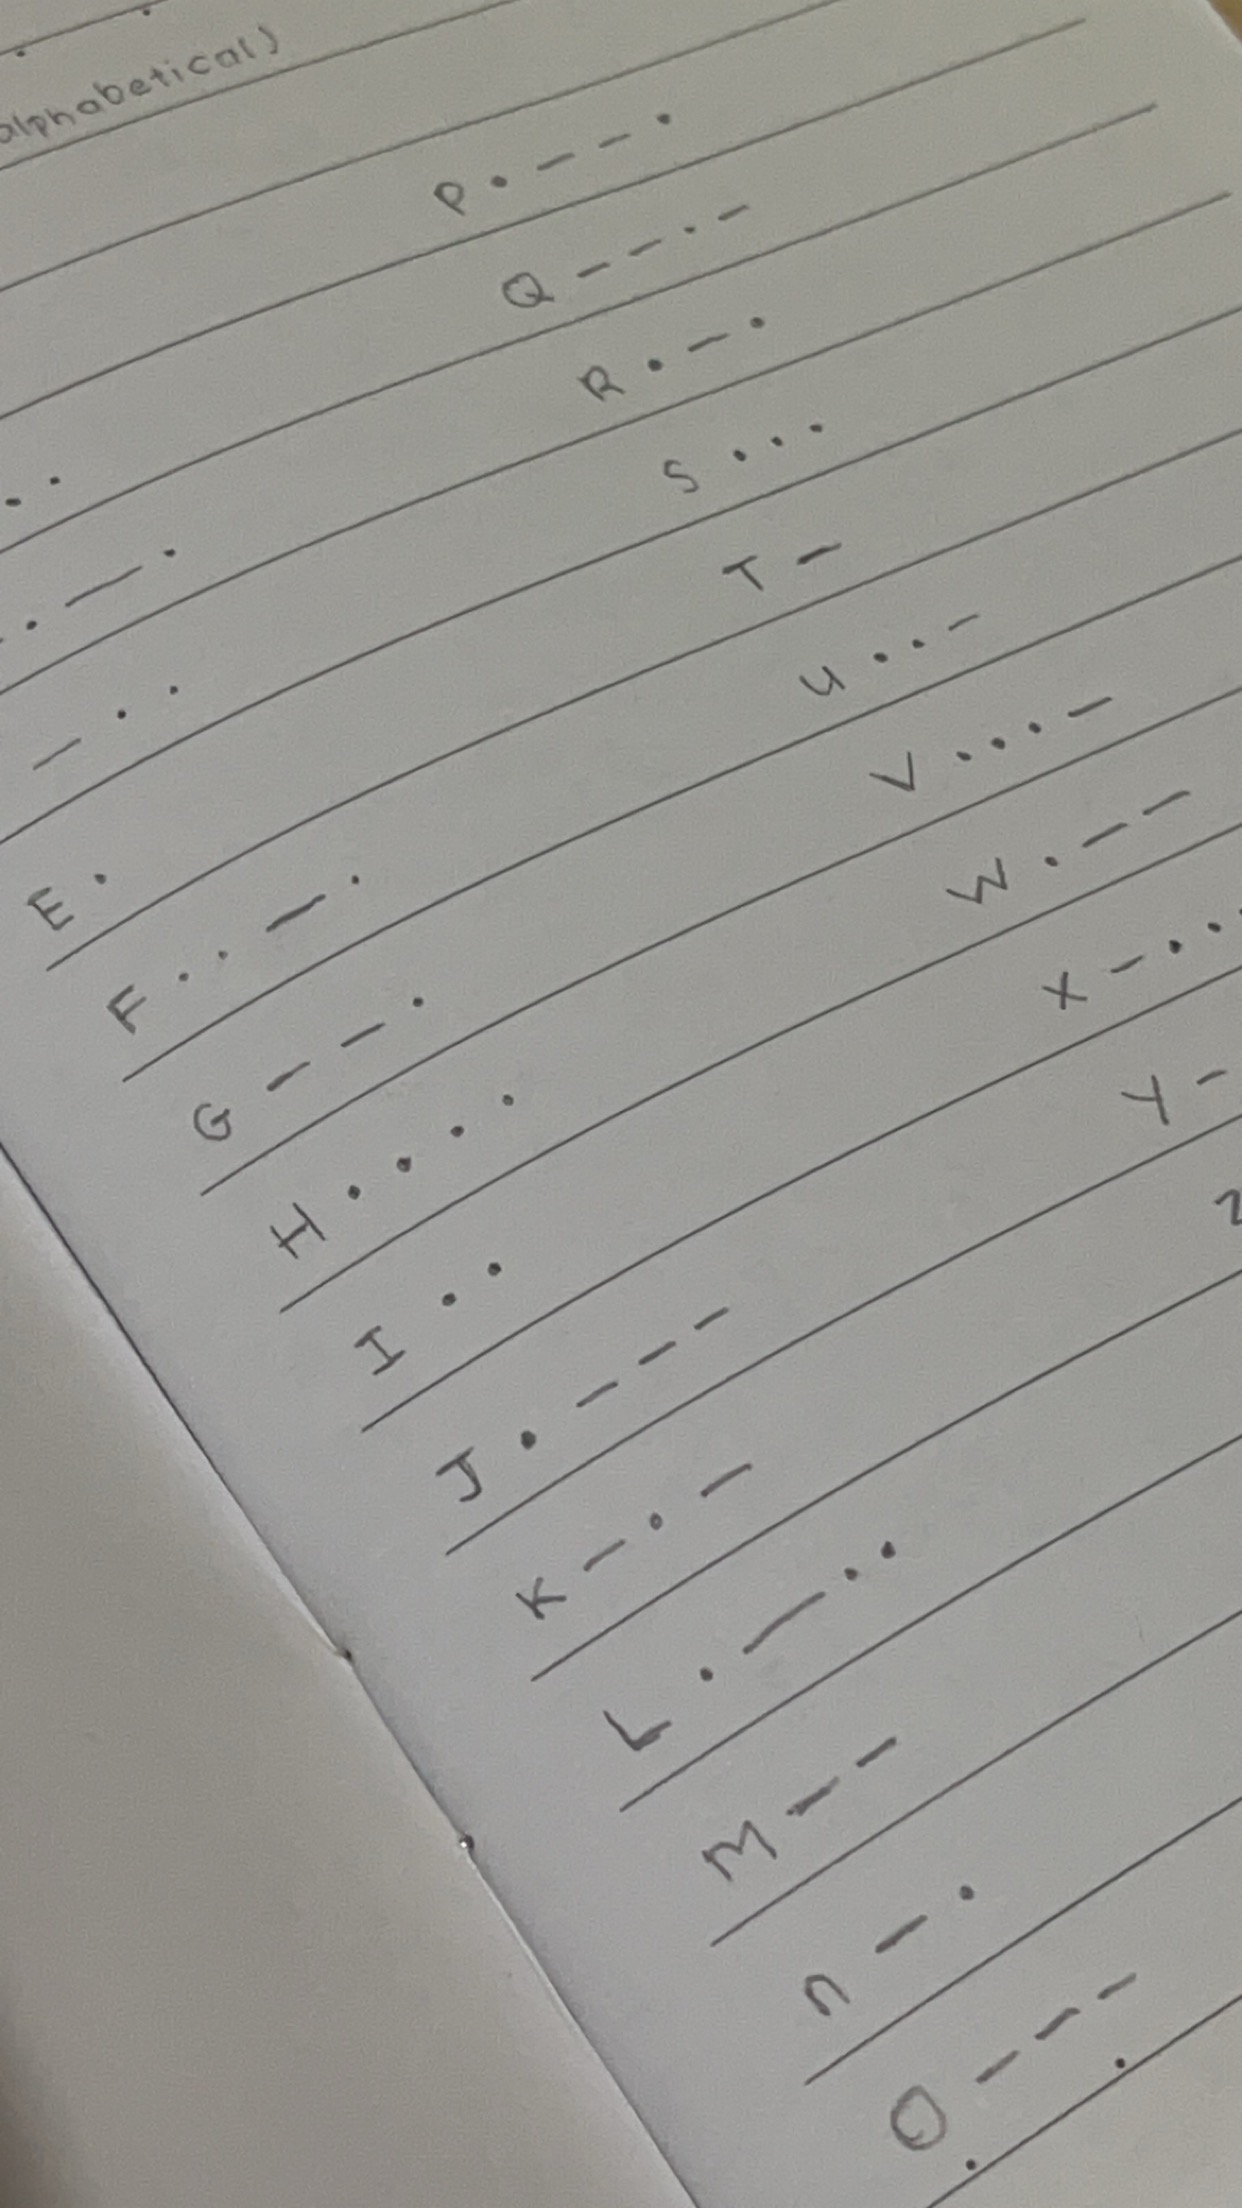 alphabetical)
. .
. . - .
- . .
E .
F . . - .
G - - .
H . . . .
I . .
J . - - -
K - . -
L . - . .
M - -
n - .
O - - -
P . - - .
Q - - . -
R . - .
S . . .
T -
U . . -
V . . . -
W . - -
X - . .
Y -